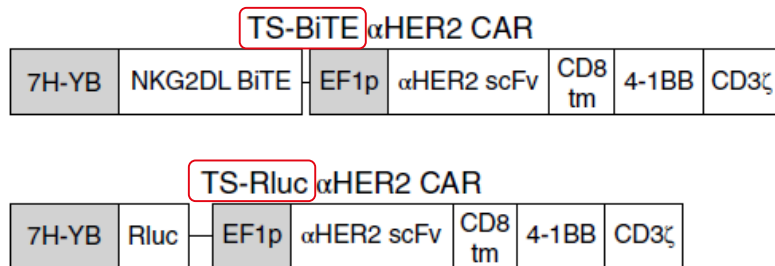 TS-BiTE αHER2 CAR
7H-YB NKG2DL BiTE EF1p αHER2 scFv CD8 tm 4-1BB CD3ζ
TS-Rluc αHER2 CAR
7H-YB Rluc EF1p αHER2 scFv CD8 tm 4-1BB CD3ζ